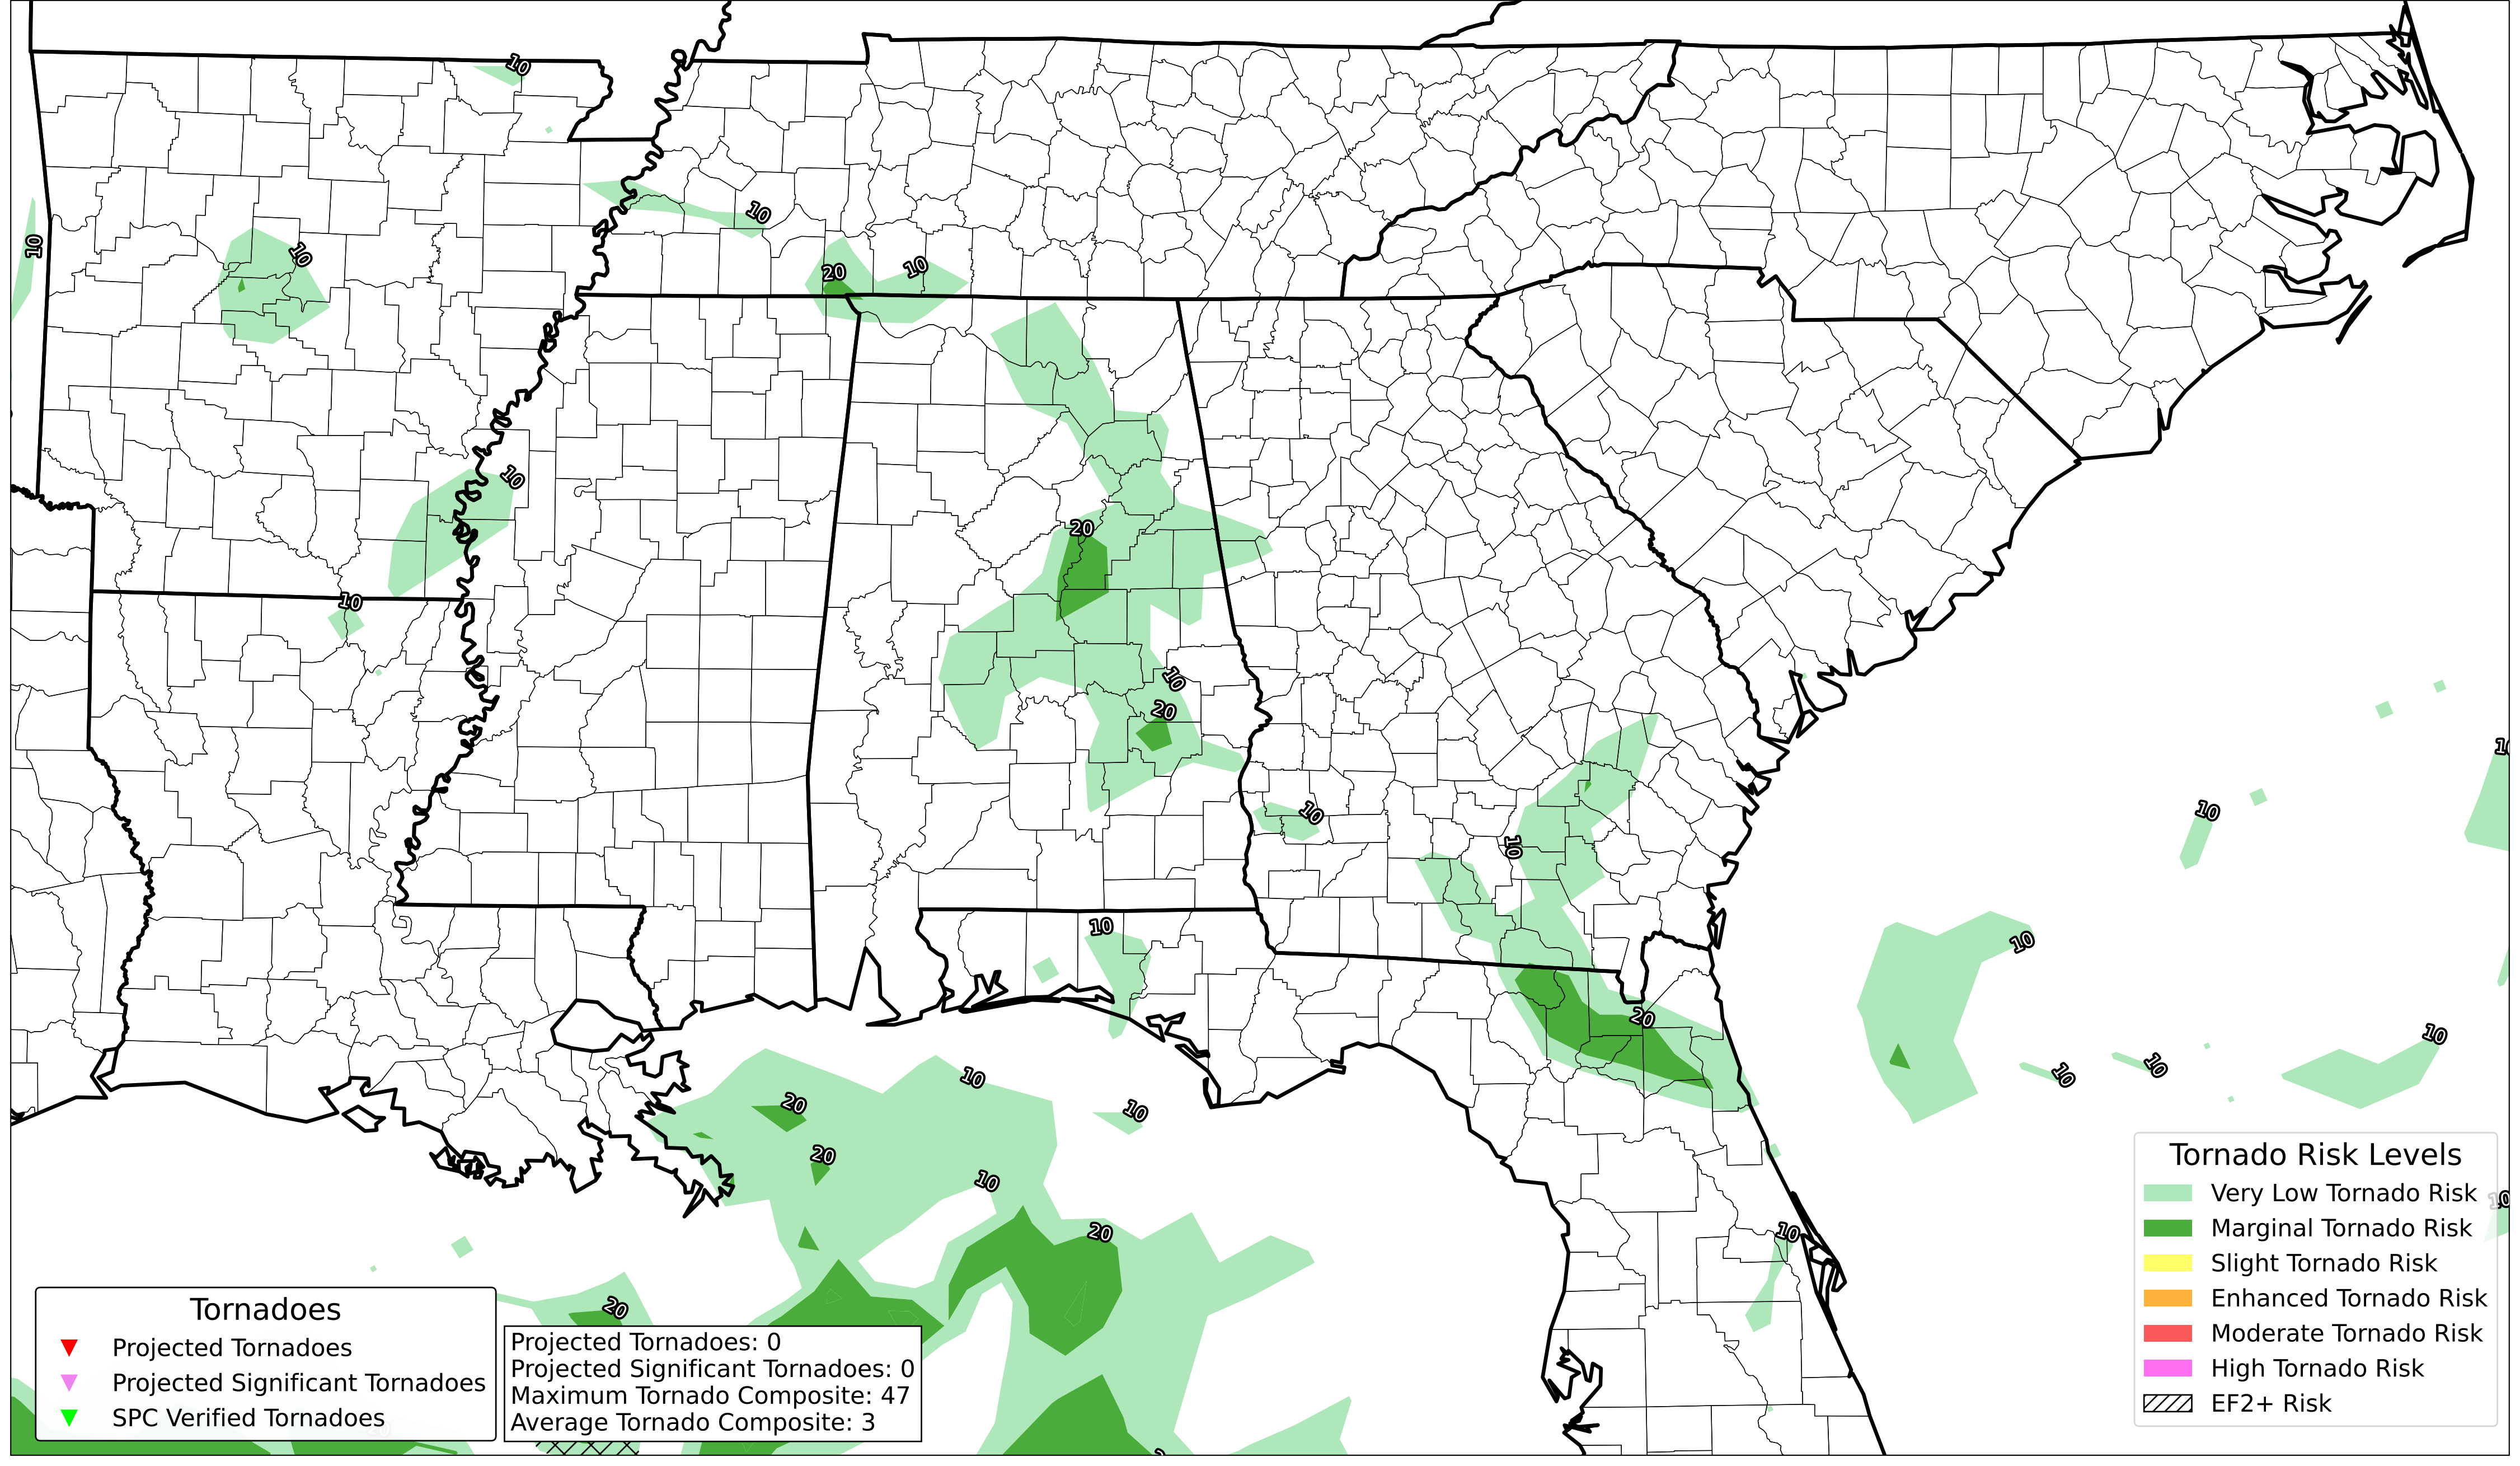 10
10
10
10
20
10
10
20
10
10
20
10
10
10
10
10
10
20
10
10
20
10
10
20
10
10
20
10
10
20
Tornado Risk Levels
Very Low Tornado Risk
Marginal Tornado Risk
Slight Tornado Risk
Enhanced Tornado Risk
Moderate Tornado Risk
High Tornado Risk
EF2+ Risk
Tornadoes
Projected Tornadoes
Projected Significant Tornadoes
SPC Verified Tornadoes
Projected Tornadoes: 0
Projected Significant Tornadoes: 0
Maximum Tornado Composite: 47
Average Tornado Composite: 3